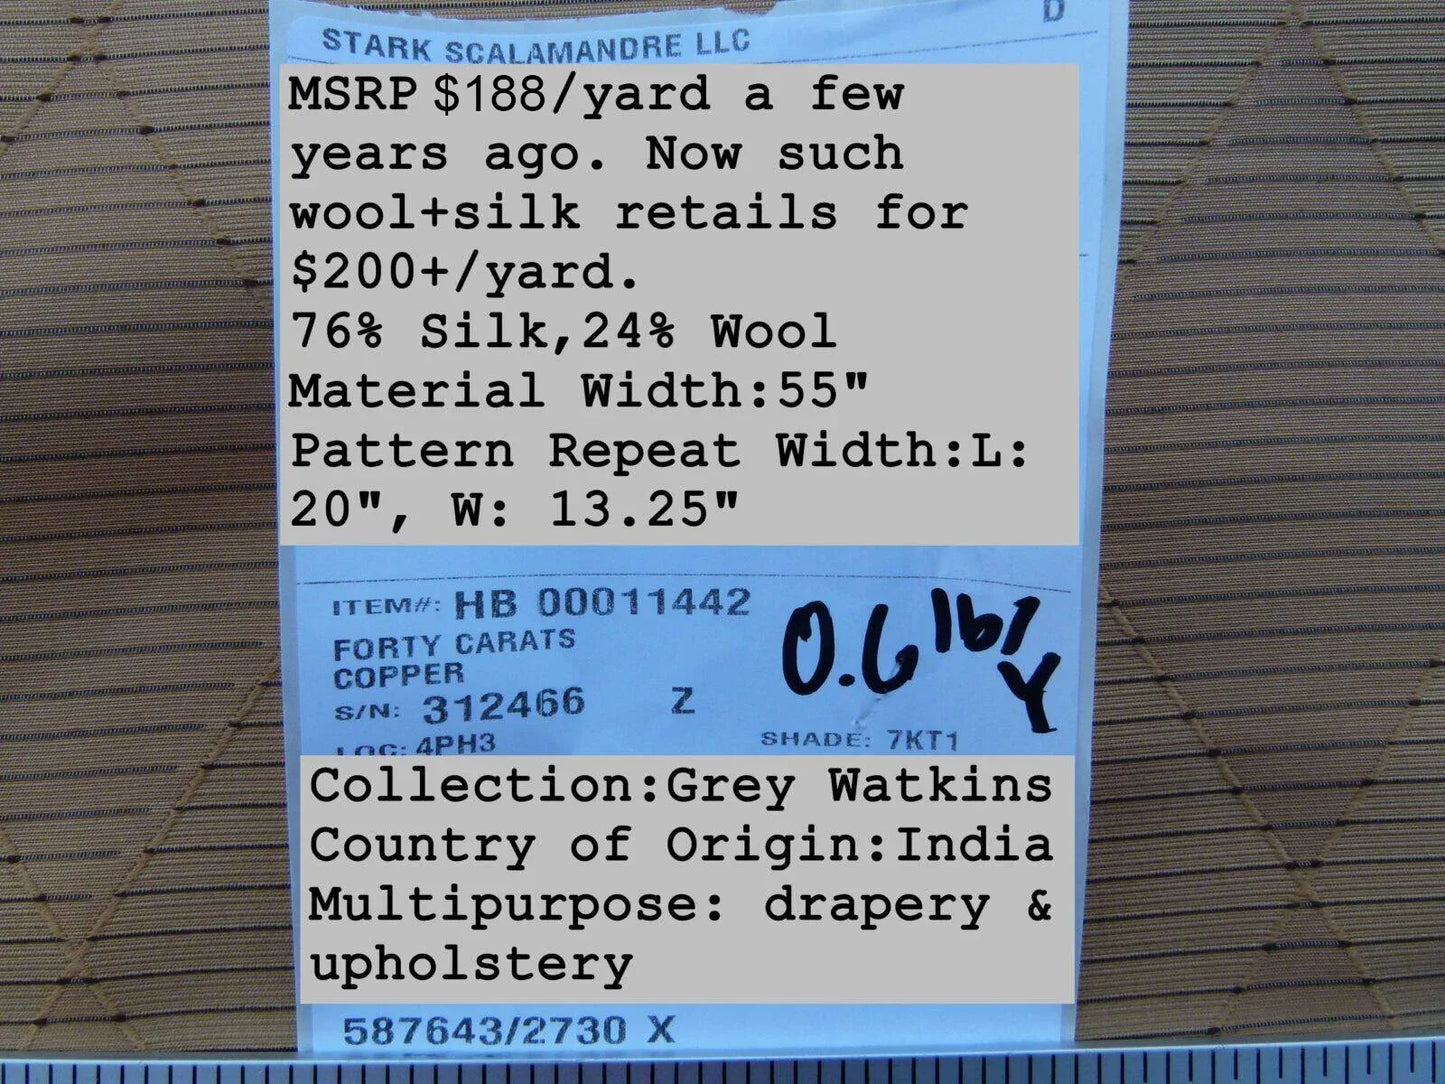 D
STARK SCALAMANDRE LLC
MSRP $188/yard a few
years ago. Now such
wool+silk retails for
$200+/yard.
76% Silk,24% Wool
Material Width:55"
Pattern Repeat Width:L:
20", W: 13.25"
ITEM#: HB 00011442
0.6 lb/
Y
FORTY CARATS
COPPER
S/N: 312466 Z
LOC: 4PH3 SHADE: 7KT1
Collection:Grey Watkins
Country of Origin:India
Multipurpose: drapery &
upholstery
587643/2730 X